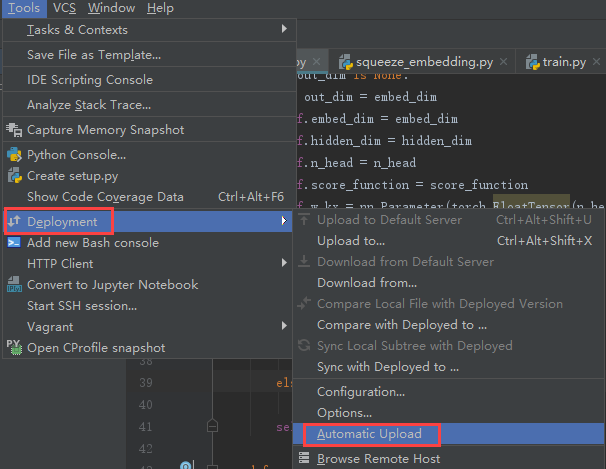 Tools VCS Window Help
Tasks & Contexts
Save File as Template...
IDE Scripting Console
Analyze Stack Trace...
Capture Memory Snapshot
Python Console...
Create setup.py
Show Code Coverage Data Ctrl+Alt+F6
Deployment
Add new Bash console
HTTP Client
Convert to Jupyter Notebook
Start SSH session...
Vagrant
Open CProfile snapshot
py squeeze_embedding.py train.py
out_dim is None:
out_dim = embed_dim
f.embed_dim = embed_dim
f.hidden_dim = hidden_dim
f.n_head = n_head
f.score_function = score_function
f.w_kx = nn.Parameter(torch.FloatTensor(n_he
Upload to Default Server Ctrl+Alt+Shift+U
Upload to... Ctrl+Alt+Shift+X
Download from Default Server
Download from...
Compare Local File with Deployed Version
Compare with Deployed to ...
Sync Local Subtree with Deployed
Sync with Deployed to ...
Configuration...
Options...
Automatic Upload
Browse Remote Host
38
39 els
40
41 se
42